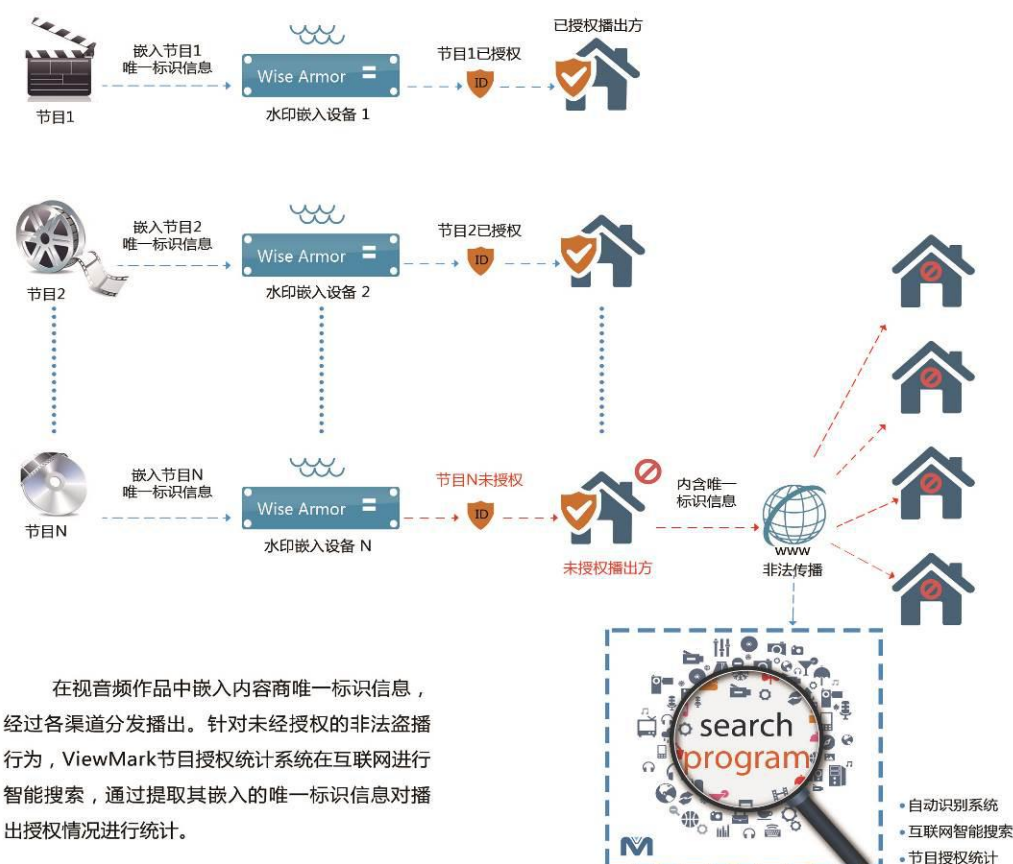 已授权播出方
嵌入节目1
唯一标识信息
节目1已授权
Wise Armor
ID
节目1
水印嵌入设备 1
嵌入节目2
唯一标识信息
节目2已授权
Wise Armor
ID
节目2
水印嵌入设备 2
嵌入节目N
唯一标识信息
节目N未授权
内含唯一
标识信息
Wise Armor
ID
节目N
水印嵌入设备 N
未授权播出方
www
非法传播
在视音频作品中嵌入内容商唯一标识信息，
经过各渠道分发播出。针对未经授权的非法盗播
行为，ViewMark节目授权统计系统在互联网进行
智能搜索，通过提取其嵌入的唯一标识信息对播
出授权情况进行统计。
search
program
•自动识别系统
•互联网智能搜索
•节目授权统计